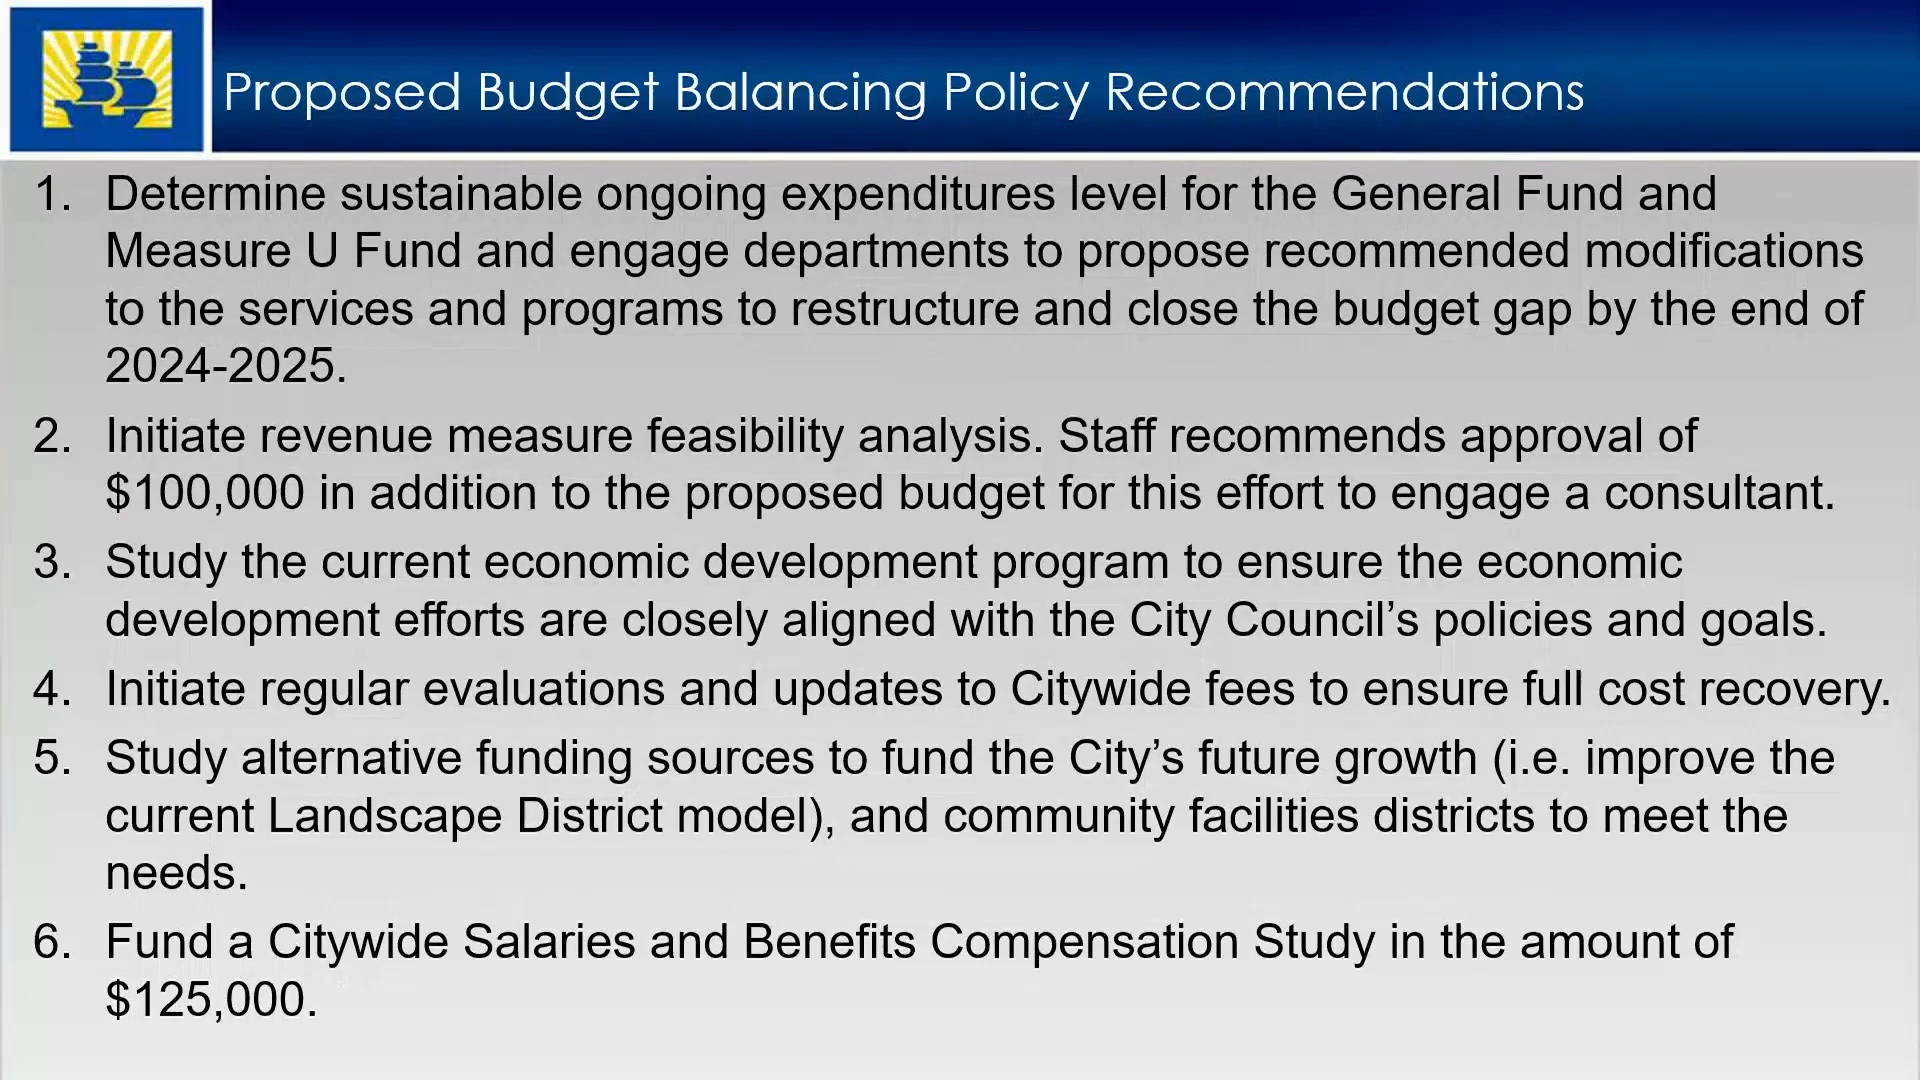 Proposed Budget Balancing Policy Recommendations
1. Determine sustainable ongoing expenditures level for the General Fund and
Measure U Fund and engage departments to propose recommended modifications
to the services and programs to restructure and close the budget gap by the end of
2024-2025.
2. Initiate revenue measure feasibility analysis. Staff recommends approval of
$100,000 in addition to the proposed budget for this effort to engage a consultant.
3. Study the current economic development program to ensure the economic
development efforts are closely aligned with the City Council’s policies and goals.
4. Initiate regular evaluations and updates to Citywide fees to ensure full cost recovery.
5. Study alternative funding sources to fund the City’s future growth (i.e. improve the
current Landscape District model), and community facilities districts to meet the
needs.
6. Fund a Citywide Salaries and Benefits Compensation Study in the amount of
$125,000.